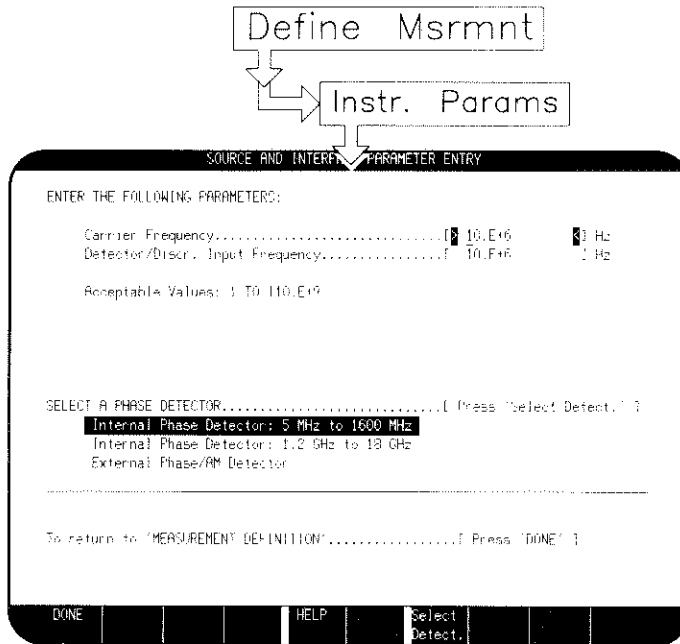 Define Msrmnt
Instr. Params
SOURCE AND PARAMETER ENTRY
ENTER THE FOLLOWING PARAMETERS:
Carrier Frequency..............................[> 10.E+6 <] Hz
Detector/Discr. Input Frequency................[ 10.E+6 ] Hz
Acceptable Values: 1 TO 110.E+9
SELECT A PHASE DETECTOR.............................[ Press 'Select Detect.' ]
Internal Phase Detector: 5 MHz to 1600 MHz
Internal Phase Detector: 1.2 GHz to 18 GHz
External Phase/AM Detector
To return to 'MEASUREMENT DEFINITION'.................[ Press 'DONE' ]
DONE HELP Select
Detect.